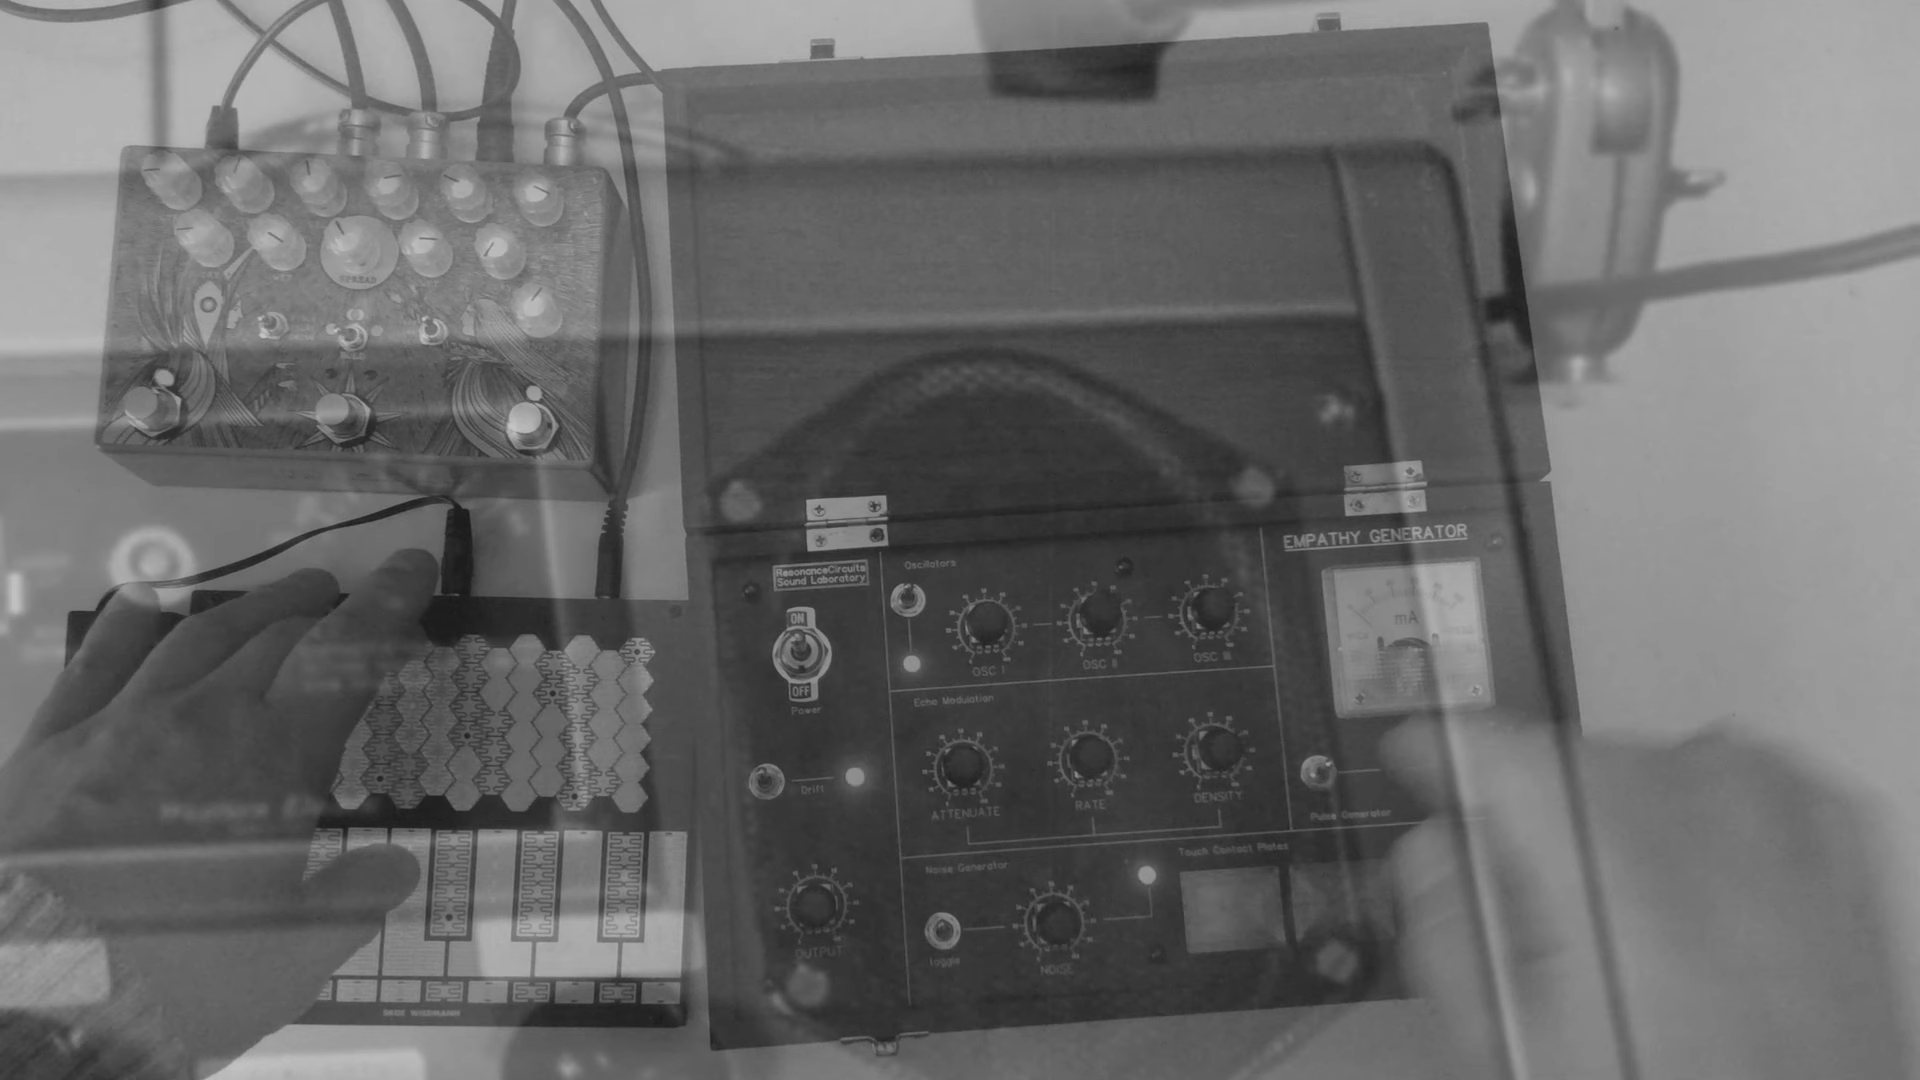 SPREAD
EMPATHY GENERATOR
ResonanceCircuits
Sound Laboratory
Oscillators
ON
OFF
Power
OSC I
OSC II
OSC III
mA
Echo Modulation
Drift
ATTENUATE
RATE
DENSITY
Pulse Generator
Touch Contact Plates
Noise Generator
OUTPUT
Toggle
NOISE